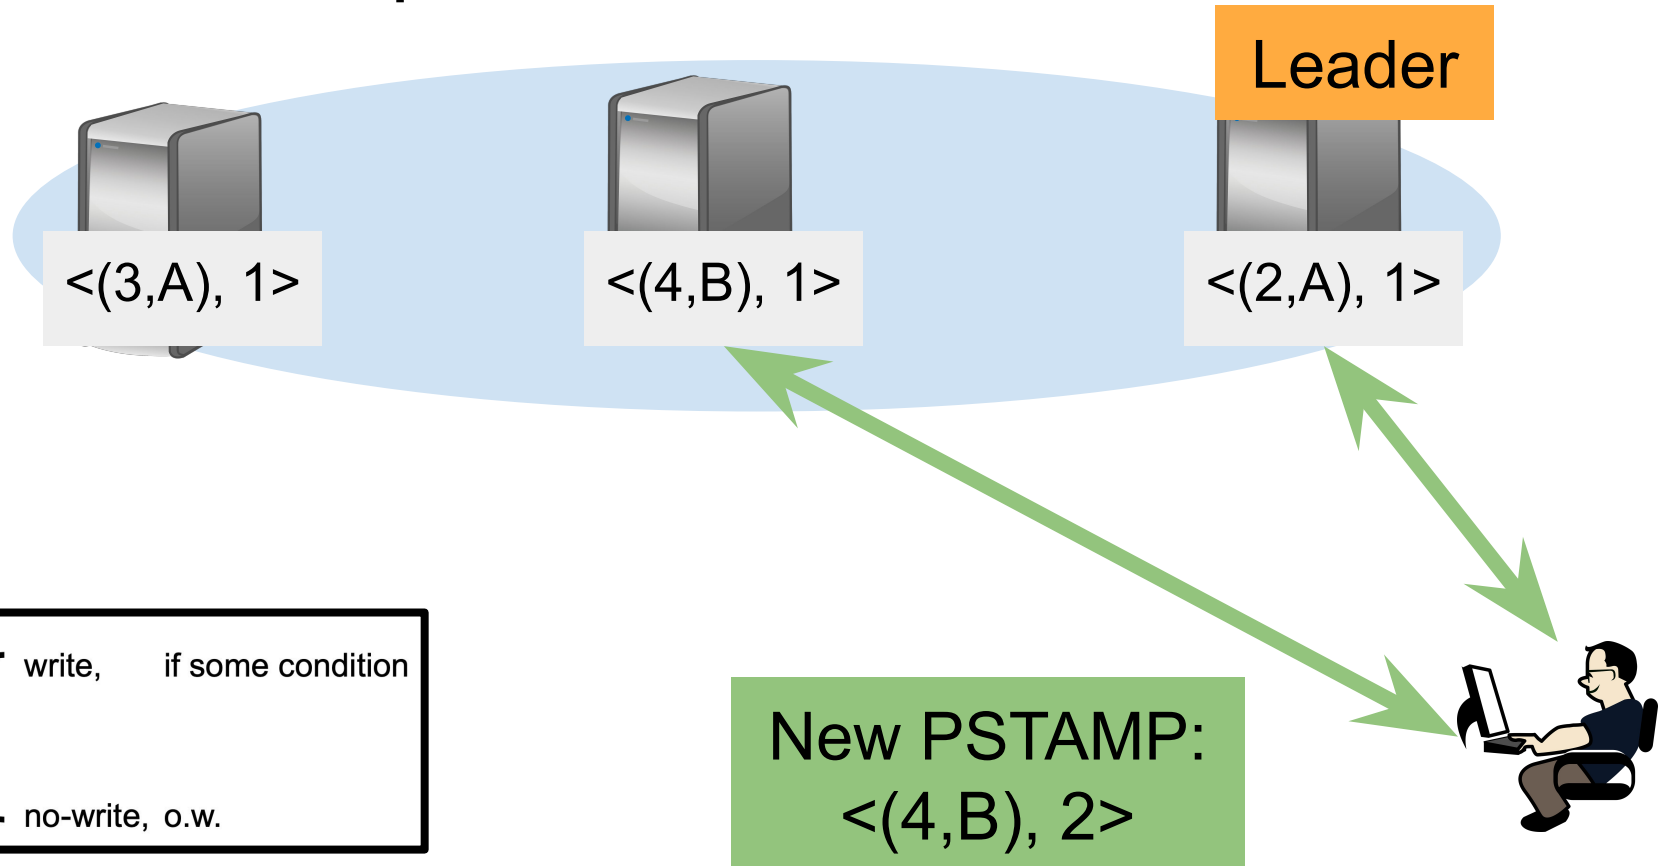 Leader
<(3,A), 1>
<(4,B), 1>
<(2,A), 1>
write, if some condition
no-write, o.w.
New PSTAMP:
<(4,B), 2>